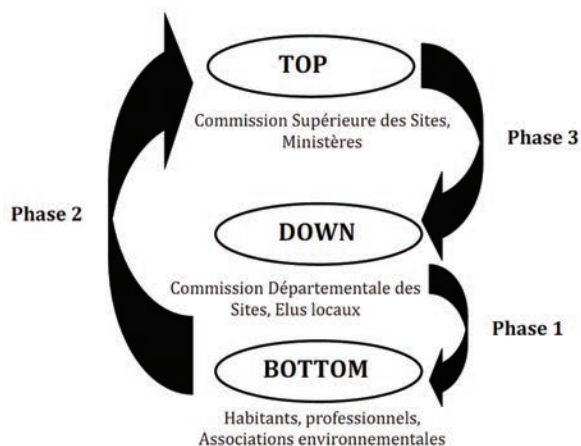 TOP
Commission Supérieure des Sites,
Ministères
Phase 3
Phase 2
DOWN
Commission Départementale des
Sites, Elus locaux
Phase 1
BOTTOM
Habitants, professionnels,
Associations environnementales